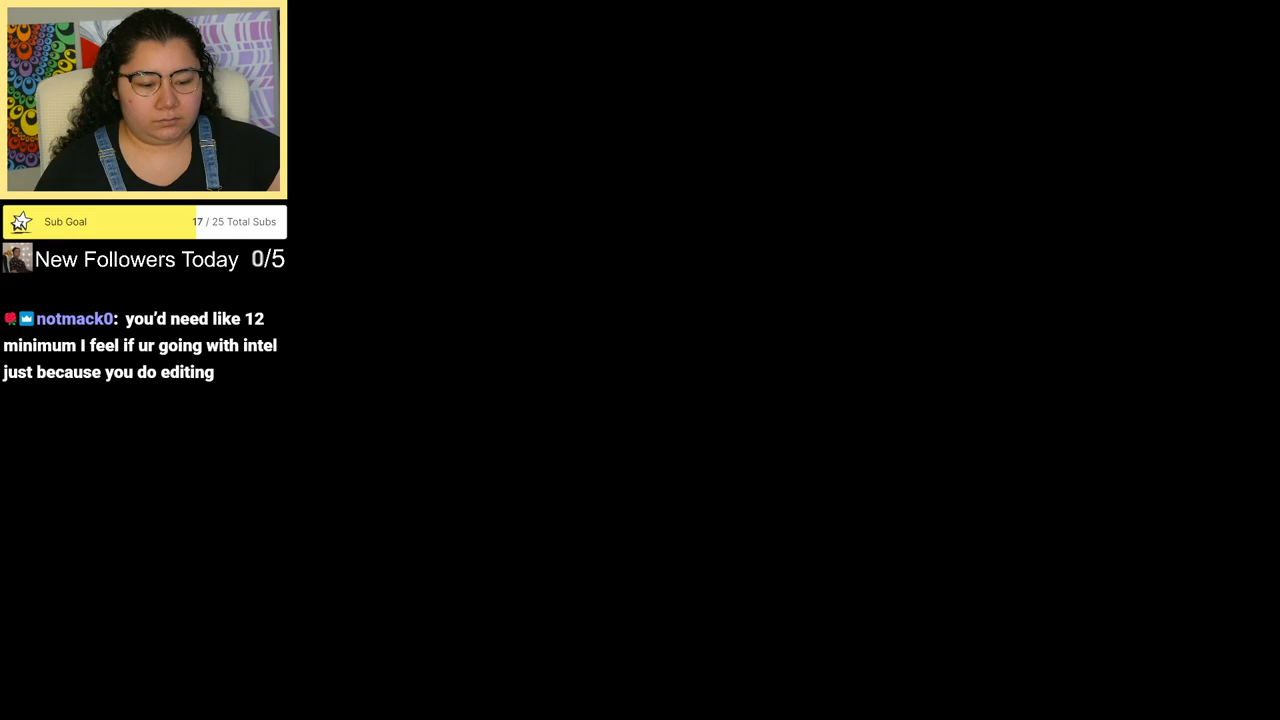 Sub Goal 17 / 25 Total Subs
New Followers Today 0/5
notmack0: you’d need like 12
minimum I feel if ur going with intel
just because you do editing